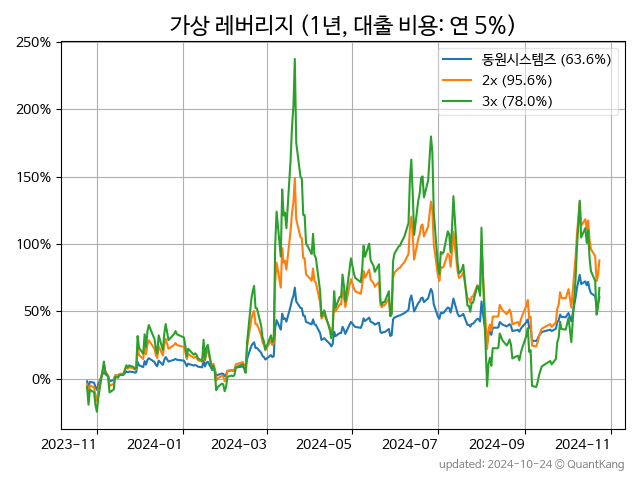 가상 레버리지 (1년, 대출 비용: 연 5%)
250%
200%
150%
100%
50%
0%
동원시스템즈 (63.6%)
2x (95.6%)
3x (78.0%)
2023-11
2024-01
2024-03
2024-05
2024-07
2024-09
2024-11
updated: 2024-10-24 © QuantKang